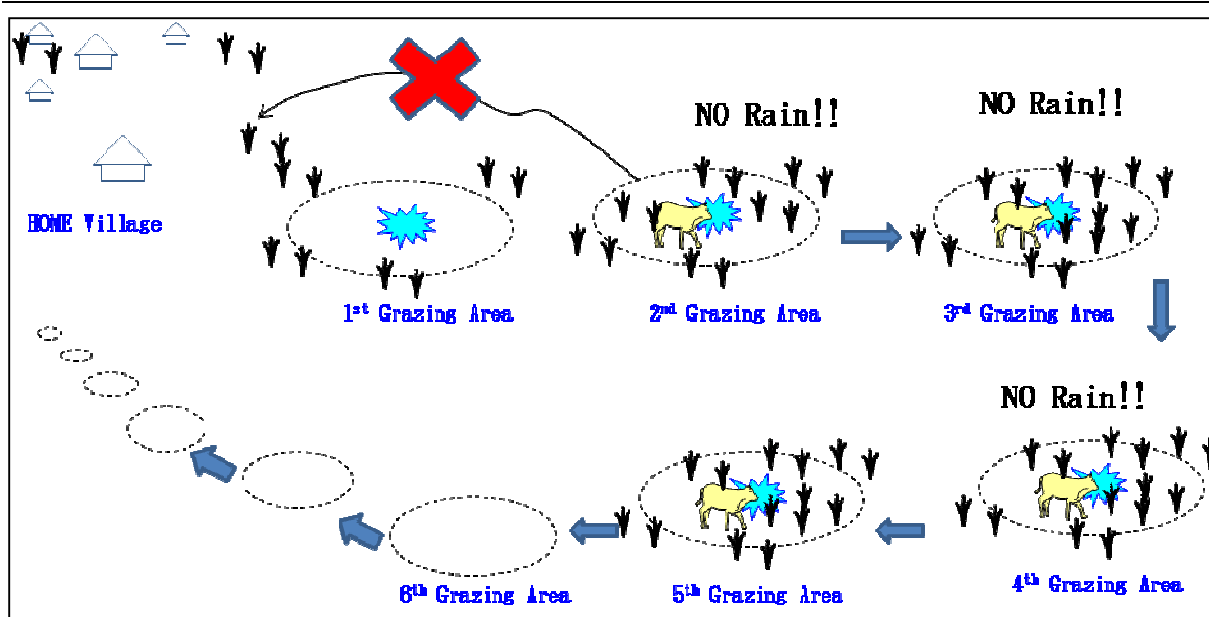 NO Rain!!
NO Rain!!
HOME Village
1st Grazing Area
2nd Grazing Area
3rd Grazing Area
NO Rain!!
6th Grazing Area
5th Grazing Area
4th Grazing Area